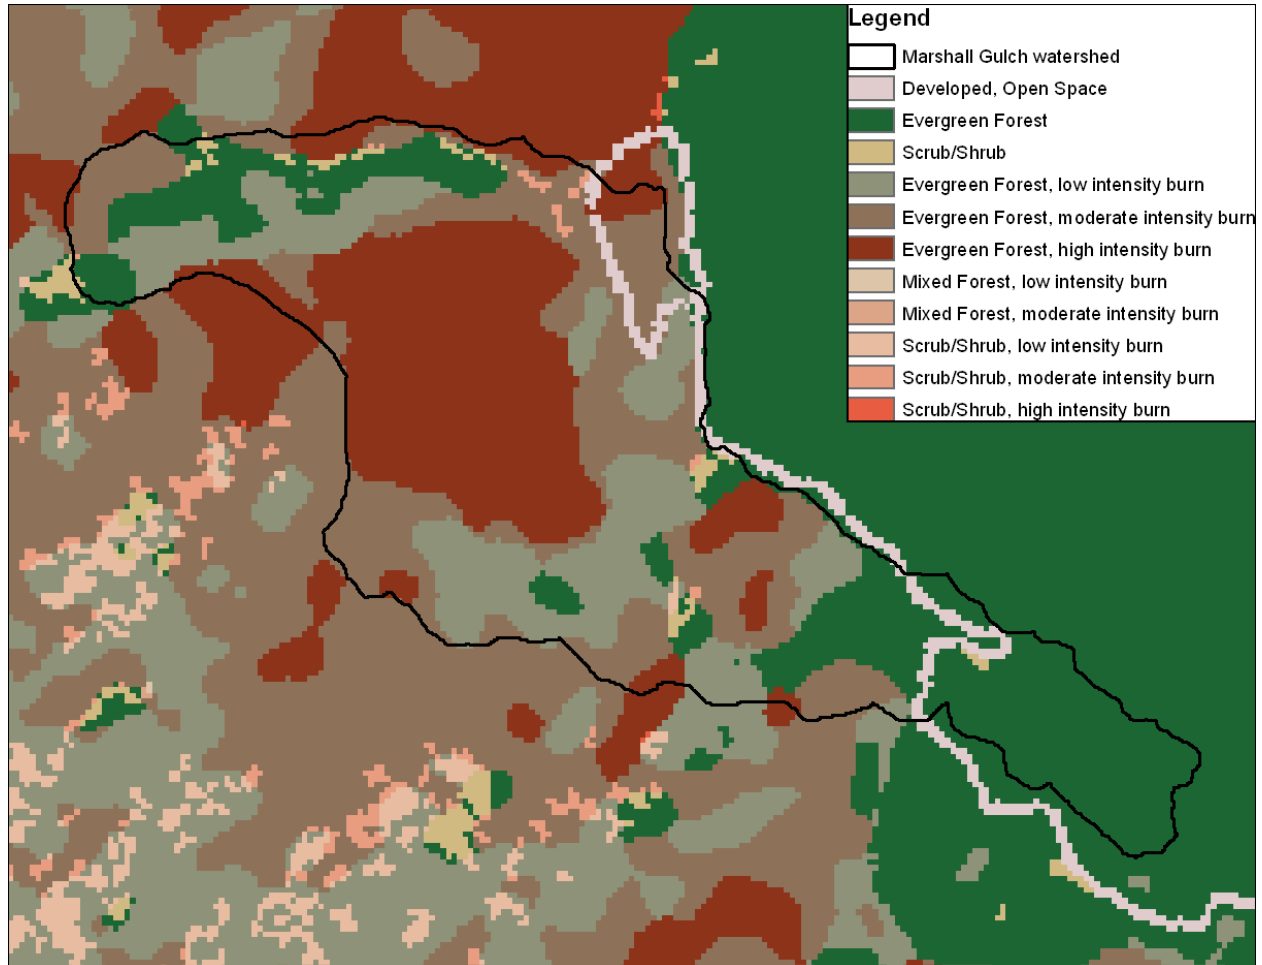 Legend
Marshall Gulch watershed
Developed, Open Space
Evergreen Forest
Scrub/Shrub
Evergreen Forest, low intensity burn
Evergreen Forest, moderate intensity burn
Evergreen Forest, high intensity burn
Mixed Forest, low intensity burn
Mixed Forest, moderate intensity burn
Scrub/Shrub, low intensity burn
Scrub/Shrub, moderate intensity burn
Scrub/Shrub, high intensity burn